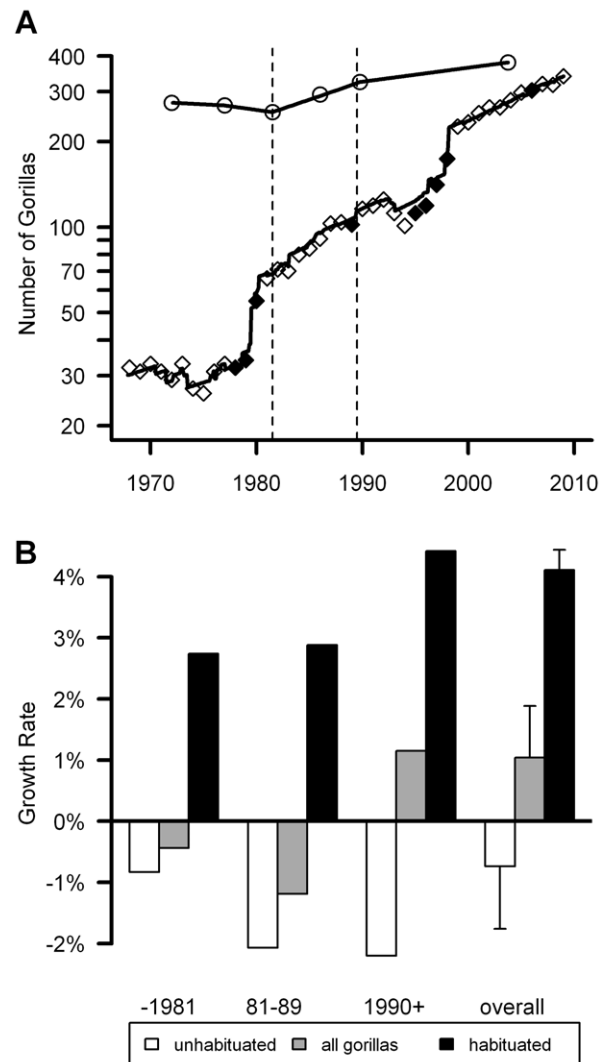 A
400
300
200
100
70
50
30
20
Number of Gorillas
1970 1980 1990 2000 2010
B
4%
3%
2%
1%
0%
-1%
-2%
Growth Rate
-1981 81-89 1990+ overall
unhabituated all gorillas habituated